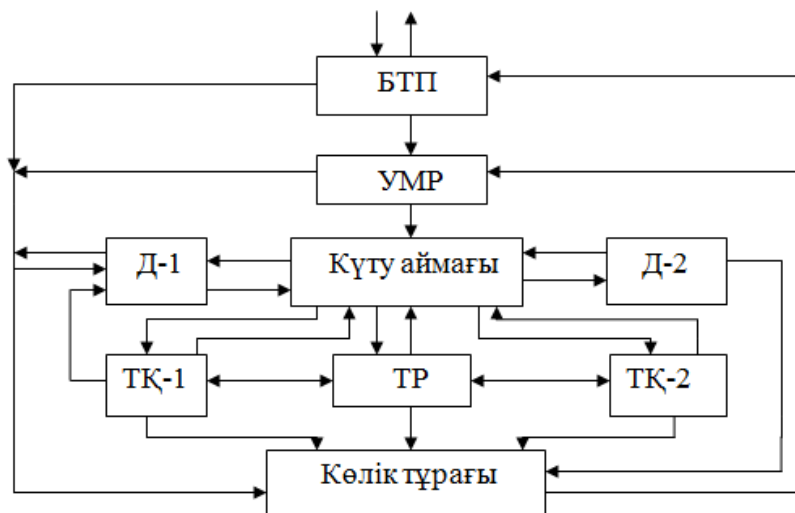 БТП
УМР
Д-1
Күту аймағы
Д-2
ТҚ-1
ТР
ТҚ-2
Көлік тұрағы